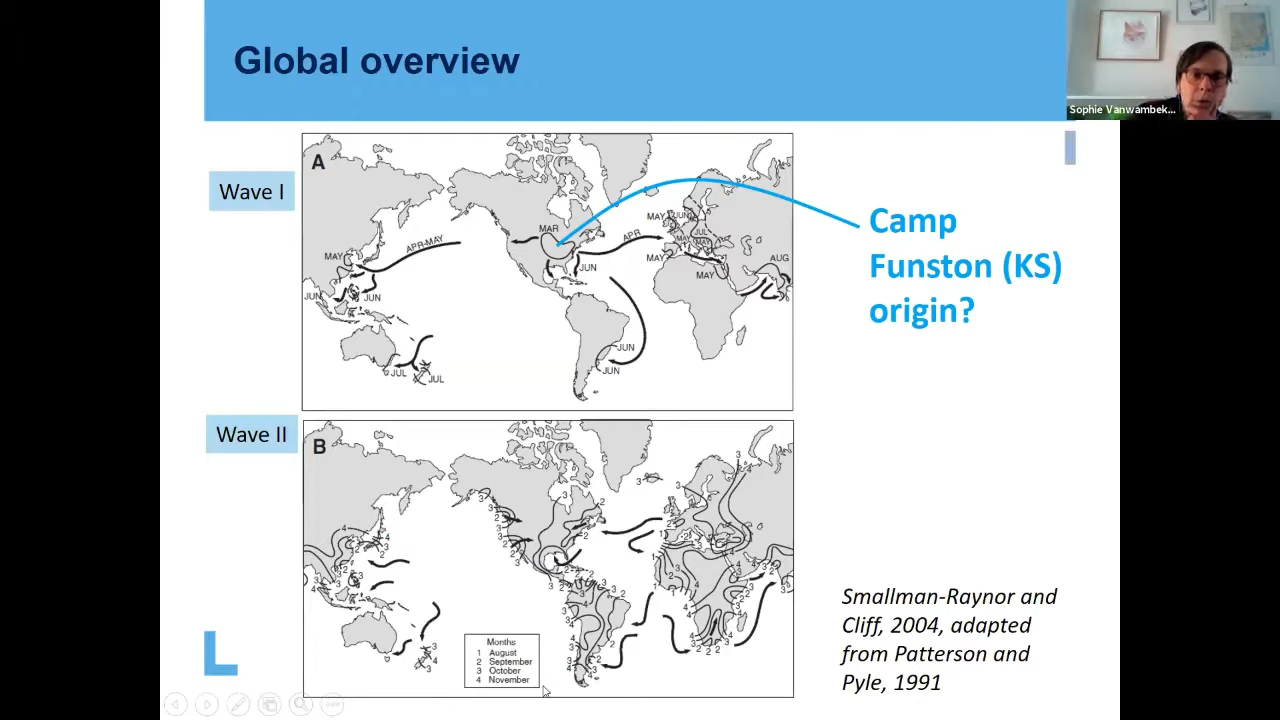 Global overview
Sophie Vanwambek...
Wave I
A
MAR
APR-MAY
APR
MAY
JUN
JUL
MAY
MAY
MAY
MAY
AUG
MAY
JUN
JUN
JUN
JUN
JUN
JUL
JUL
Camp
Funston (KS)
origin?
Wave II
B
Months
1 August
2 September
3 October
4 November
Smallman-Raynor and
Cliff, 2004, adapted
from Patterson and
Pyle, 1991